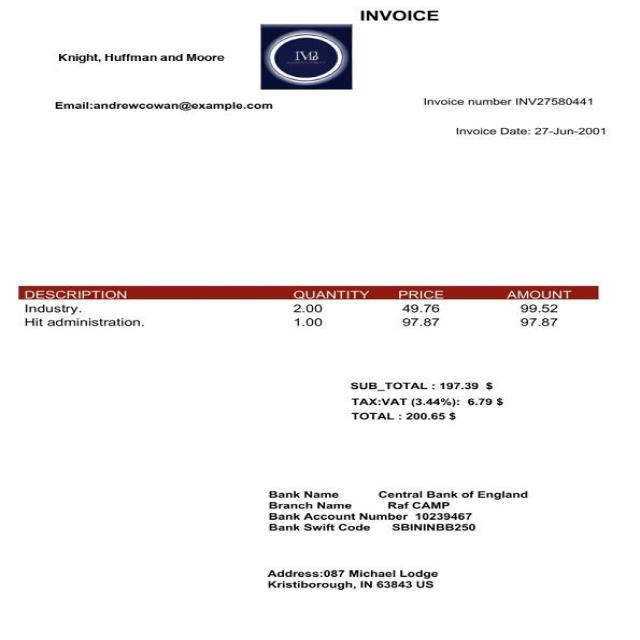 INVOICE
IMB
Knight, Huffman and Moore
Email:andrewcowan@example.com
Invoice number INV27580441
Invoice Date: 27-Jun-2001
DESCRIPTION QUANTITY PRICE AMOUNT
Industry. 2.00 49.76 99.52
Hit administration. 1.00 97.87 97.87
SUB_TOTAL : 197.39 $
TAX:VAT (3.44%): 6.79 $
TOTAL : 200.65 $
Bank Name Central Bank of England
Branch Name Raf CAMP
Bank Account Number 10239467
Bank Swift Code SBININBB250
Address:087 Michael Lodge
Kristiborough, IN 63843 US